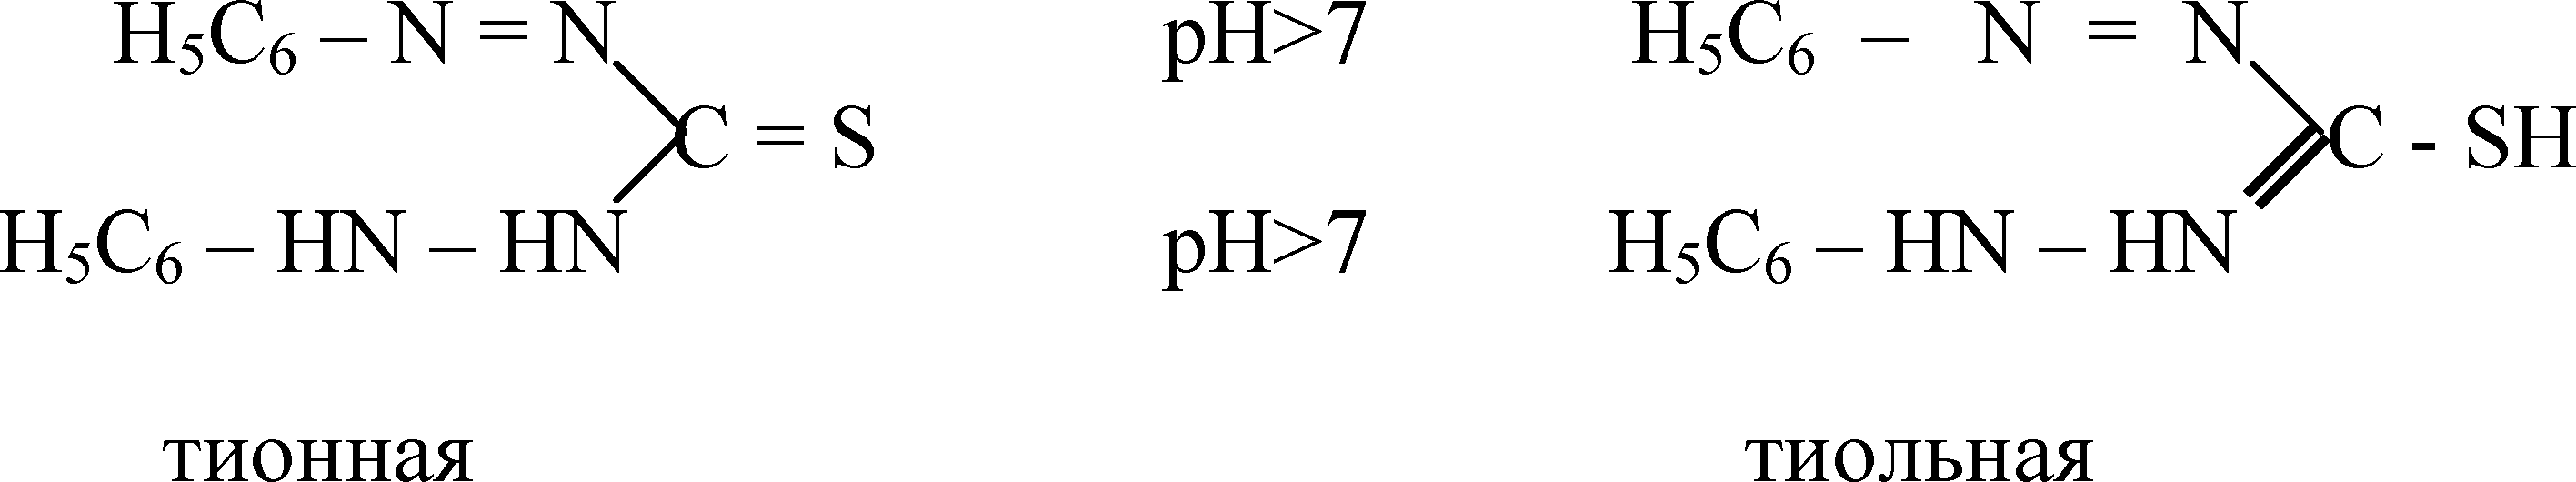 H₅C₆ – N = N pH>7 H₅C₆ – N = N
C = S C - SH
H₅C₆ – HN – HN pH>7 H₅C₆ – HN – HN
тионная тиольная